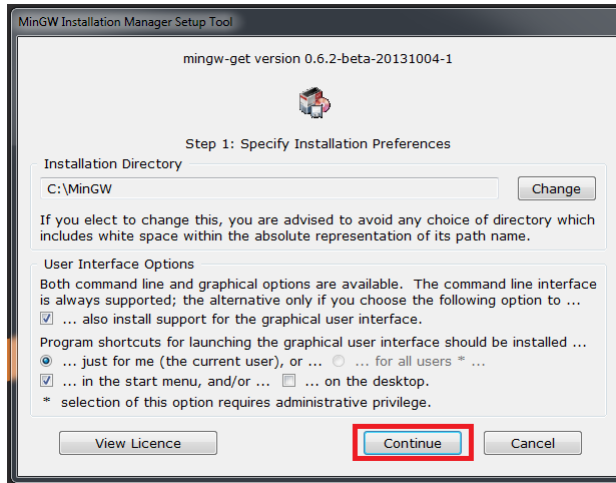 MinGW Installation Manager Setup Tool
mingw-get version 0.6.2-beta-20131004-1
Step 1: Specify Installation Preferences
Installation Directory
C:\MinGW
Change
If you elect to change this, you are advised to avoid any choice of directory which
includes white space within the absolute representation of its path name.
User Interface Options
Both command line and graphical options are available. The command line interface
is always supported; the alternative only if you choose the following option to ...
... also install support for the graphical user interface.
Program shortcuts for launching the graphical user interface should be installed ...
... just for me (the current user), or ... ... for all users * ...
... in the start menu, and/or ... ... on the desktop.
* selection of this option requires administrative privilege.
View Licence
Continue
Cancel